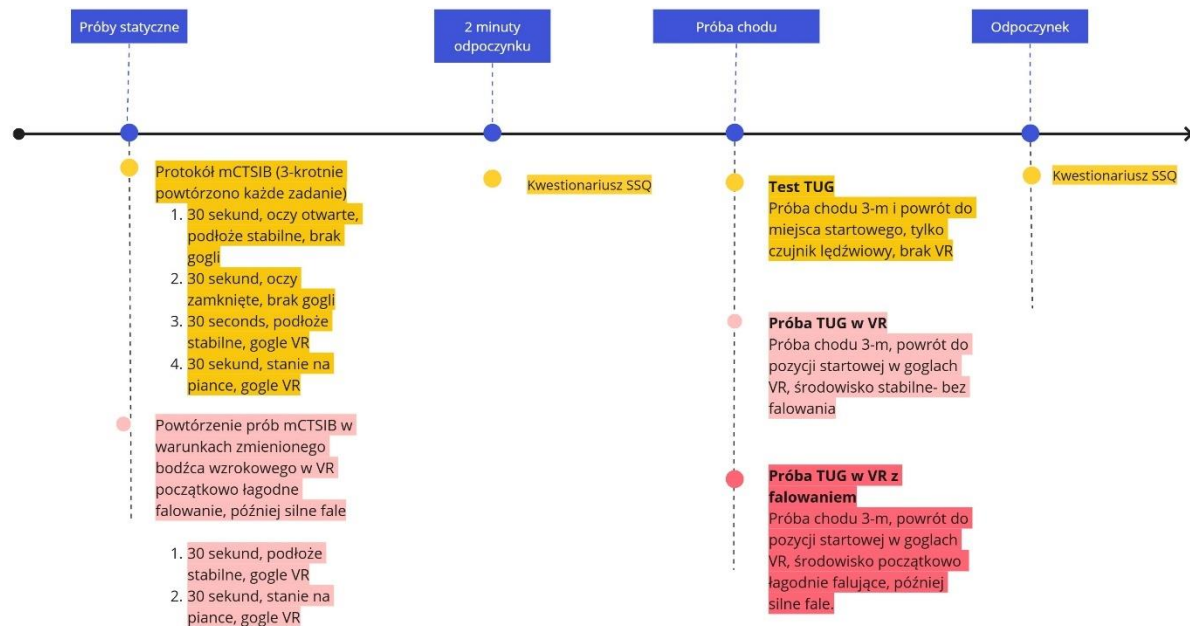 Próby statyczne
2 minuty
odpoczynku
Próba chodu
Odpoczynek
Protokół mCTSIB (3-krotnie
powtórzono każde zadanie)
1. 30 sekund, oczy otwarte,
podłoże stabilne, brak
gogli
2. 30 sekund, oczy
zamknięte, brak gogli
3. 30 seconds, podłoże
stabilne, gogle VR
4. 30 sekund, stanie na
piance, gogle VR
Powtórzenie prób mCTSIB w
warunkach zmienionego
bodźca wzrokowego w VR
początkowo łagodne
falowanie, później silne fale
1. 30 sekund, podłoże
stabilne, gogle VR
2. 30 sekund, stanie na
piance, gogle VR
Kwestionariusz SSQ
Test TUG
Próba chodu 3-m i powrót do
miejsca startowego, tylko
czujnik lędźwiowy, brak VR
Próba TUG w VR
Próba chodu 3-m, powrót do
pozycji startowej w goglach
VR, środowisko stabilne- bez
falowania
Próba TUG w VR z
falowaniem
Próba chodu 3-m, powrót do
pozycji startowej w goglach
VR, środowisko początkowo
łagodnie falujące, później
silne fale.
Kwestionariusz SSQ